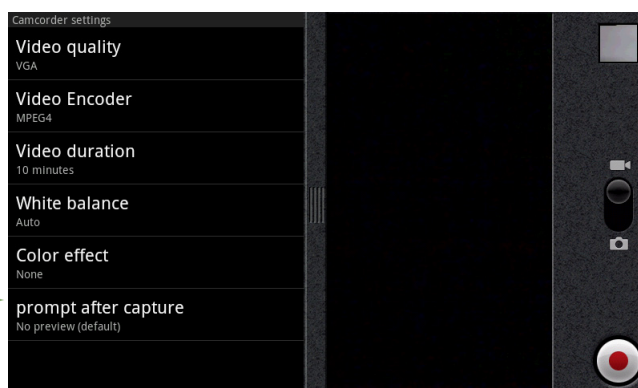 Camcorder settings
Video quality
VGA
Video Encoder
MPEG4
Video duration
10 minutes
White balance
Auto
Color effect
None
prompt after capture
No preview (default)